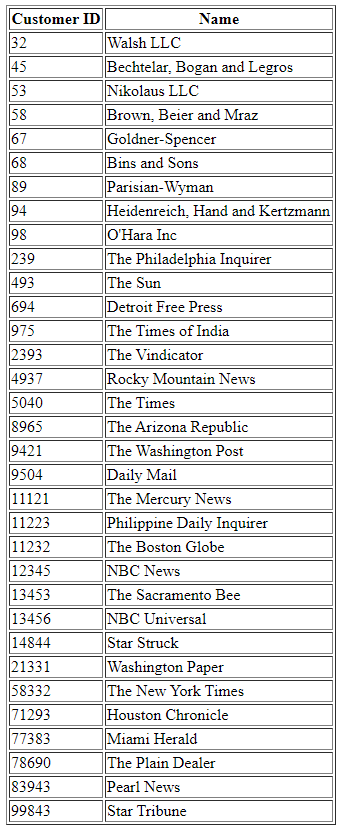 Customer ID Name
32 Walsh LLC
45 Bechtelar, Bogan and Legros
53 Nikolaus LLC
58 Brown, Beier and Mraz
67 Goldner-Spencer
68 Bins and Sons
89 Parisian-Wyman
94 Heidenreich, Hand and Kertzmann
98 O'Hara Inc
239 The Philadelphia Inquirer
493 The Sun
694 Detroit Free Press
975 The Times of India
2393 The Vindicator
4937 Rocky Mountain News
5040 The Times
8965 The Arizona Republic
9421 The Washington Post
9504 Daily Mail
11121 The Mercury News
11223 Philippine Daily Inquirer
11232 The Boston Globe
12345 NBC News
13453 The Sacramento Bee
13456 NBC Universal
14844 Star Struck
21331 Washington Paper
58332 The New York Times
71293 Houston Chronicle
77383 Miami Herald
78690 The Plain Dealer
83943 Pearl News
99843 Star Tribune